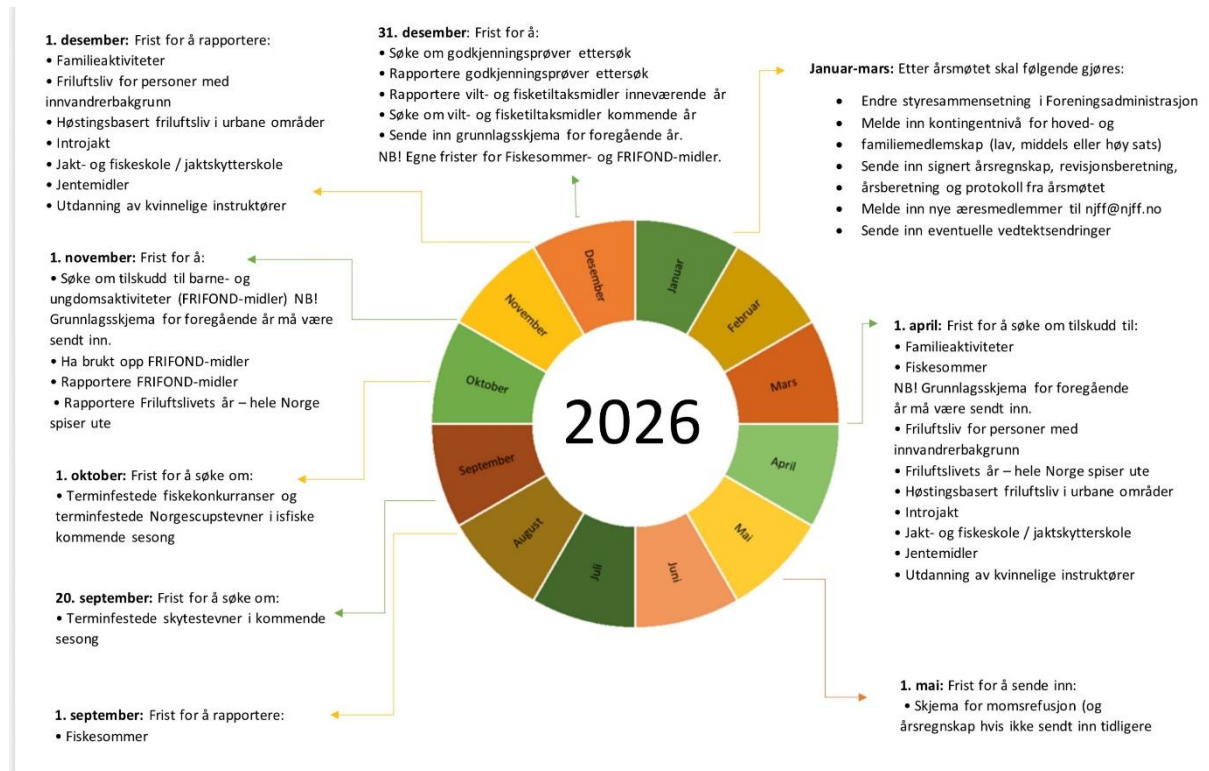 1. desember: Frist for å rapportere:
• Familieaktiviteter
• Friluftsliv for personer med
innvandrerbakgrunn
• Høstingsbasert friluftsliv i urbane områder
• Introjakt
• Jakt- og fiskeskole / jaktskytterskole
• Jentemidler
• Utdanning av kvinnelige instruktører
31. desember: Frist for å:
• Søke om godkjenningsprøver ettersøk
• Rapportere godkjenningsprøver ettersøk
• Rapportere vilt- og fisketiltaksmidler inneværende år
• Søke om vilt- og fisketiltaksmidler kommende år
• Sende inn grunnlagsskjema for foregående år.
NB! Egne frister for Fiskesommer- og FRIFOND-midler.
Januar-mars: Etter årsmøtet skal følgende gjøres:
• Endre styresammensetning i Foreningsadministrasjon
• Melde inn kontingentnivå for hoved- og
• familiemedlemskap (lav, middels eller høy sats)
• Sende inn signert årsregnskap, revisjonsberetning,
• årsberetning og protokoll fra årsmøtet
• Melde inn nye æresmedlemmer til njff@njff.no
• Sende inn eventuelle vedtektsendringer
1. november: Frist for å:
• Søke om tilskudd til barne- og
ungdomsaktiviteter (FRIFOND-midler) NB!
Grunnlagsskjema for foregående år må være
sendt inn.
• Ha brukt opp FRIFOND-midler
• Rapportere FRIFOND-midler
• Rapportere Friluftslivets år – hele Norge
spiser ute
1. oktober: Frist for å søke om:
• Terminfestede fiskekonkurranser og
terminfestede Norgescupstevner i isfiske
kommende sesong
20. september: Frist for å søke om:
• Terminfestede skytestevner i kommende
sesong
1. september: Frist for å rapportere:
• Fiskesommer
Januar
Februar
Mars
April
Mai
Juni
Juli
August
September
Oktober
November
Desember
2026
1. april: Frist for å søke om tilskudd til:
• Familieaktiviteter
• Fiskesommer
NB! Grunnlagsskjema for foregående
år må være sendt inn.
• Friluftsliv for personer med
innvandrerbakgrunn
• Friluftslivets år – hele Norge spiser ute
• Høstingsbasert friluftsliv i urbane områder
• Introjakt
• Jakt- og fiskeskole / jaktskytterskole
• Jentemidler
• Utdanning av kvinnelige instruktører
1. mai: Frist for å sende inn:
• Skjema for momsrefusjon (og
årsregnskap hvis ikke sendt inn tidligere